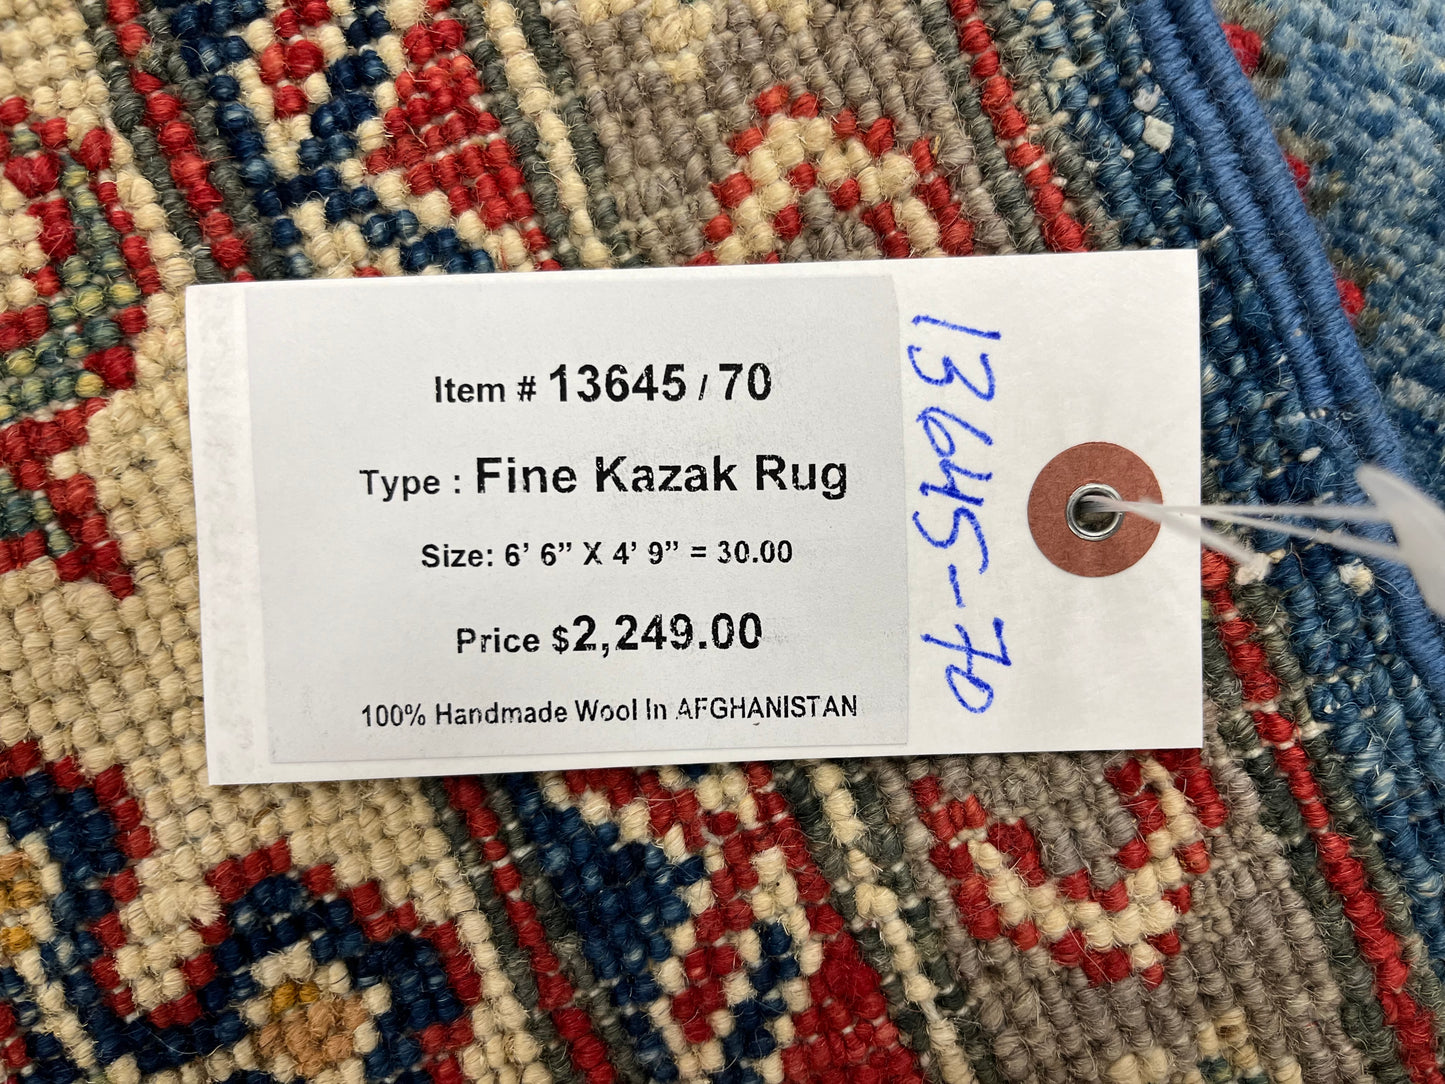 Item # 13645 / 70
Type : Fine Kazak Rug
Size: 6’ 6” X 4’ 9” = 30.00
Price $2,249.00
100% Handmade Wool In AFGHANISTAN
13645-70